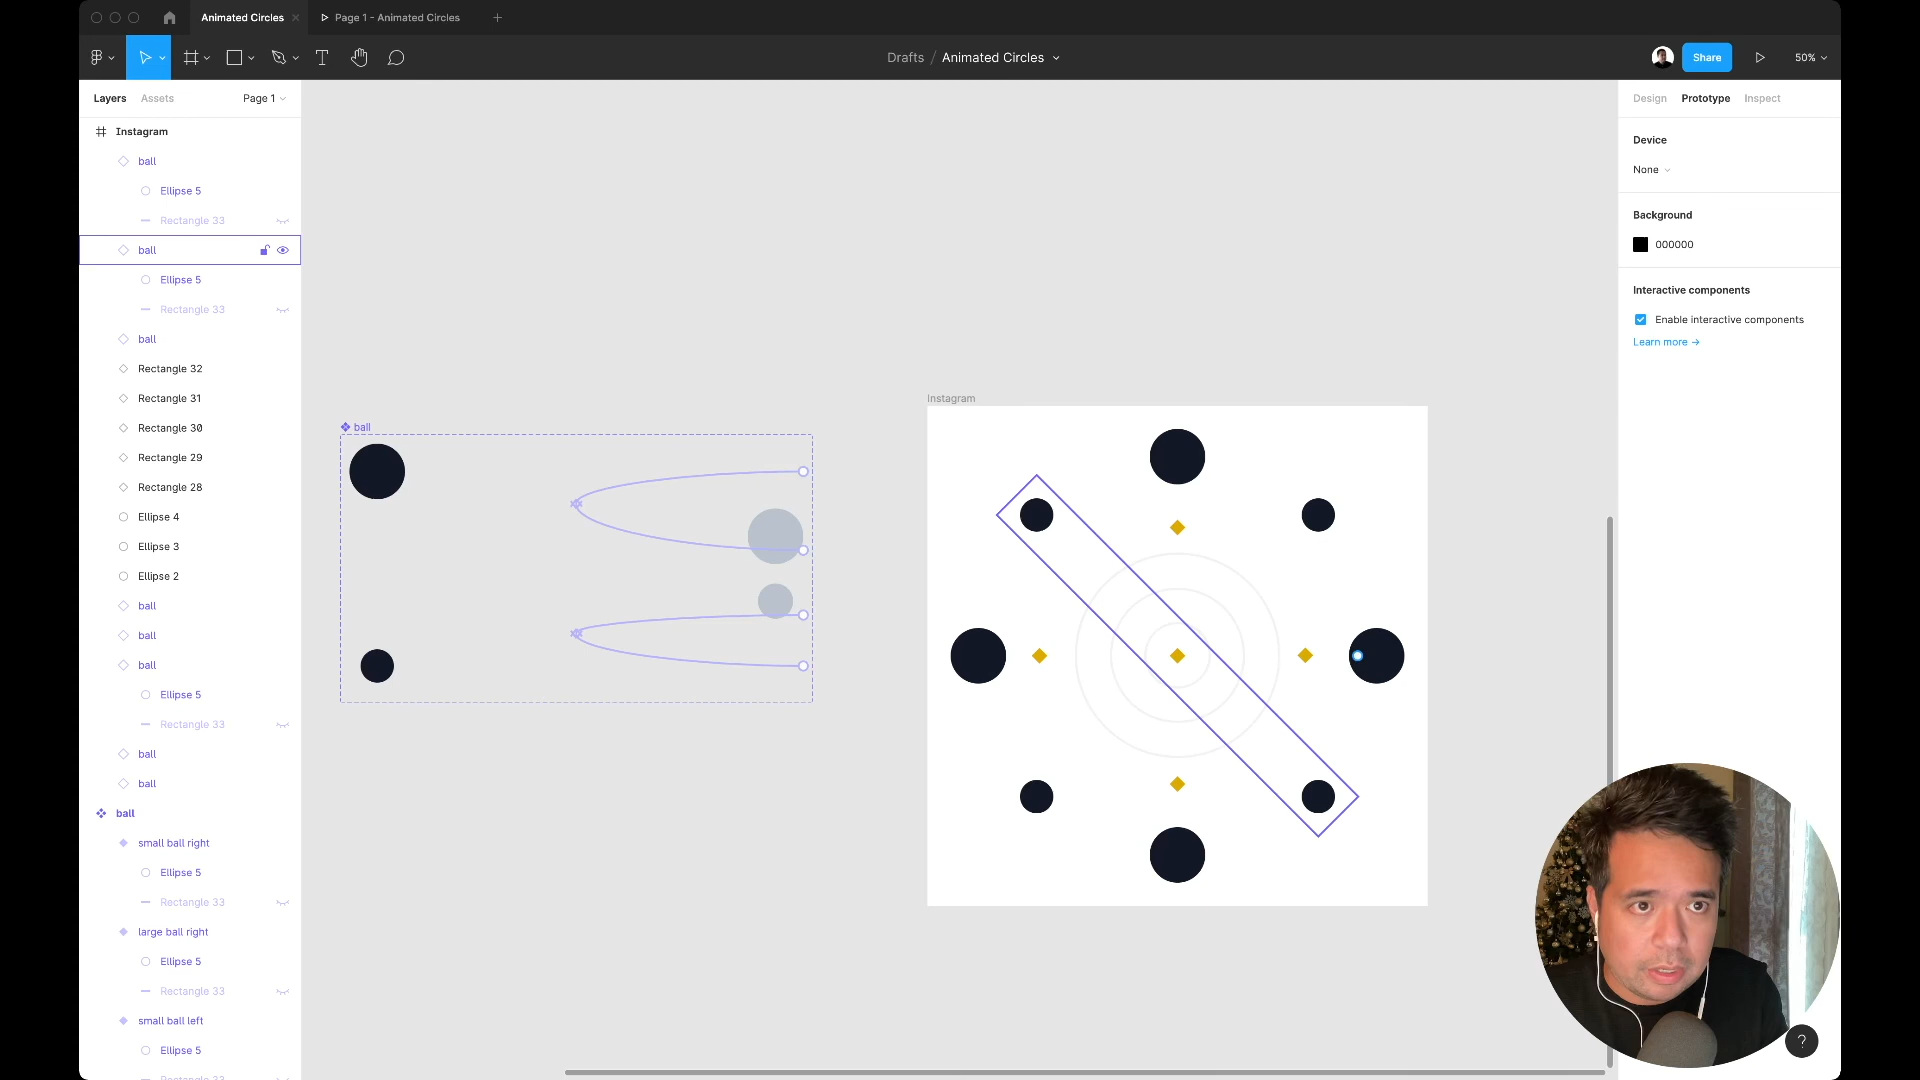 Animated Circles
Page 1 - Animated Circles
Drafts / Animated Circles
Share
50%
Layers
Assets
Page 1
Design
Prototype
Inspect
Instagram
ball
Ellipse 5
Rectangle 33
ball
Ellipse 5
Rectangle 33
ball
Rectangle 32
Rectangle 31
Rectangle 30
Rectangle 29
Rectangle 28
Ellipse 4
Ellipse 3
Ellipse 2
ball
ball
ball
Ellipse 5
Rectangle 33
ball
ball
ball
small ball right
Ellipse 5
Rectangle 33
large ball right
Ellipse 5
Rectangle 33
small ball left
Ellipse 5
Rectangle 33
ball
Instagram
Device
None
Background
000000
Interactive components
Enable interactive components
Learn more →
?